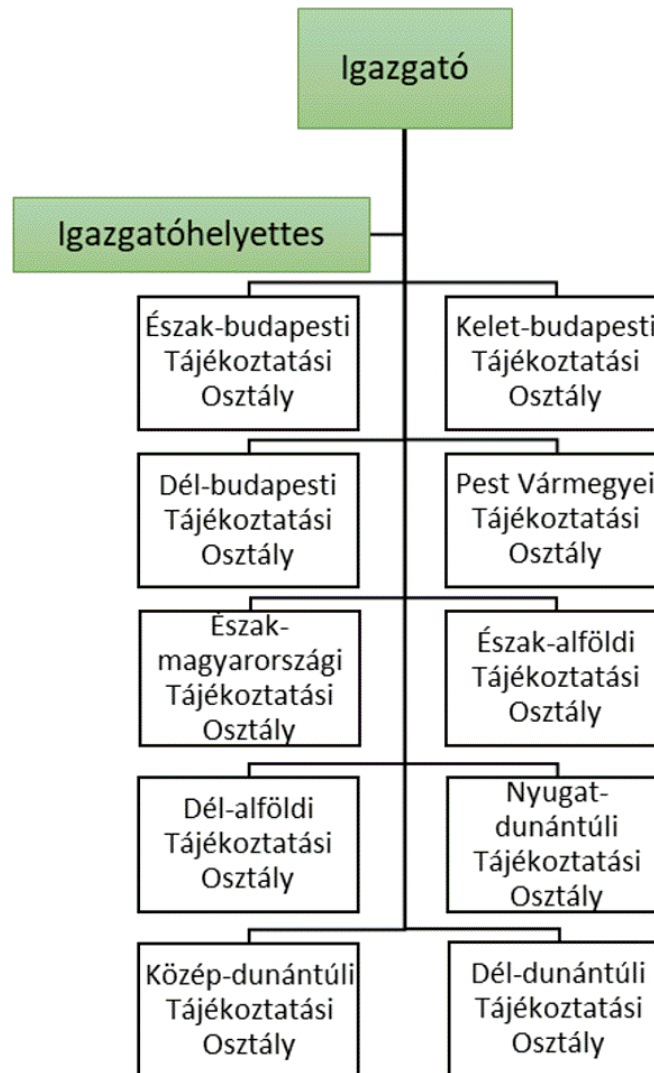 Igazgató
Igazgatóhelyettes
Észak-budapesti
Tájékoztatási
Osztály
Kelet-budapesti
Tájékoztatási
Osztály
Dél-budapesti
Tájékoztatási
Osztály
Pest Vármegyei
Tájékoztatási
Osztály
Észak-
magyarországi
Tájékoztatási
Osztály
Észak-alföldi
Tájékoztatási
Osztály
Dél-alföldi
Tájékoztatási
Osztály
Nyugat-
dunántúli
Tájékoztatási
Osztály
Közép-dunántúli
Tájékoztatási
Osztály
Dél-dunántúli
Tájékoztatási
Osztály